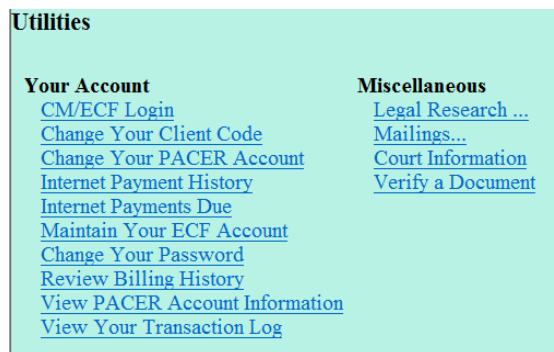 Utilities
Your Account
CM/ECF Login
Change Your Client Code
Change Your PACER Account
Internet Payment History
Internet Payments Due
Maintain Your ECF Account
Change Your Password
Review Billing History
View PACER Account Information
View Your Transaction Log
Miscellaneous
Legal Research ...
Mailings...
Court Information
Verify a Document